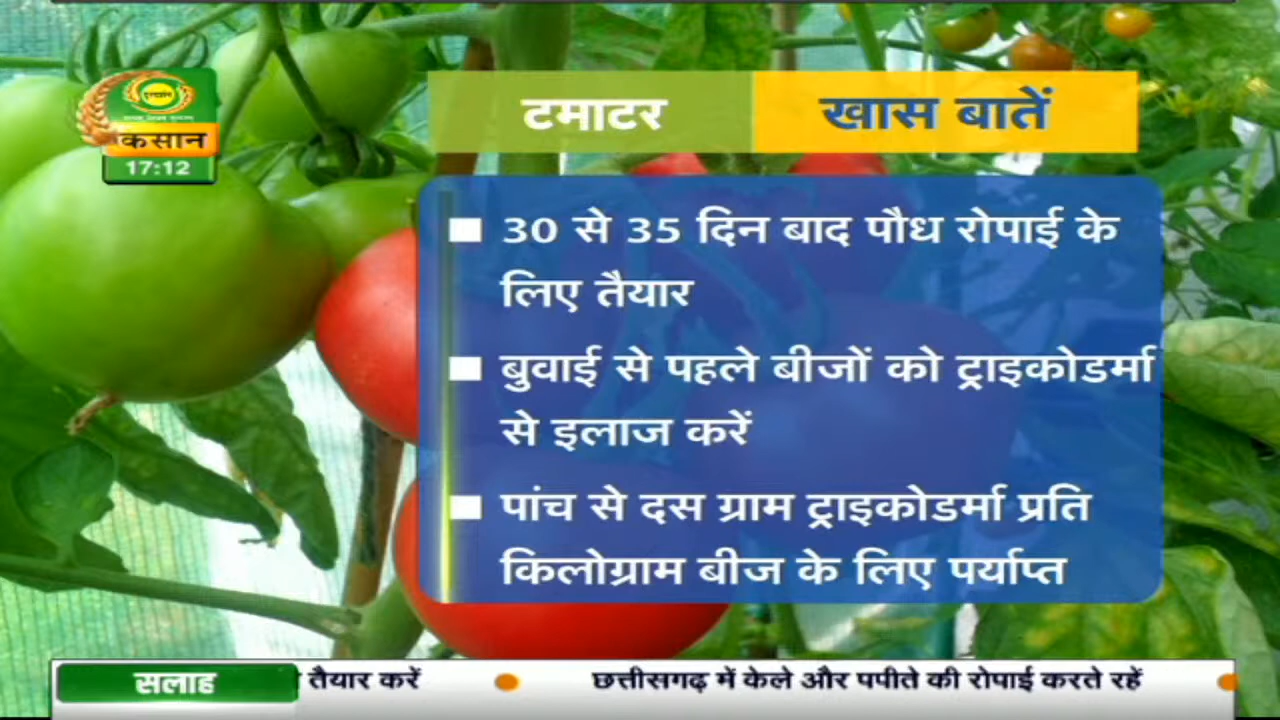 किसान
17:12
टमाटर
खास बातें
30 से 35 दिन बाद पौध रोपाई के
लिए तैयार
बुवाई से पहले बीजों को ट्राइकोडर्मा
से इलाज करें
पांच से दस ग्राम ट्राइकोडर्मा प्रति
किलोग्राम बीज के लिए पर्याप्त
सलाह
तैयार करें
छत्तीसगढ़ में केले और पपीते की रोपाई करते रहें